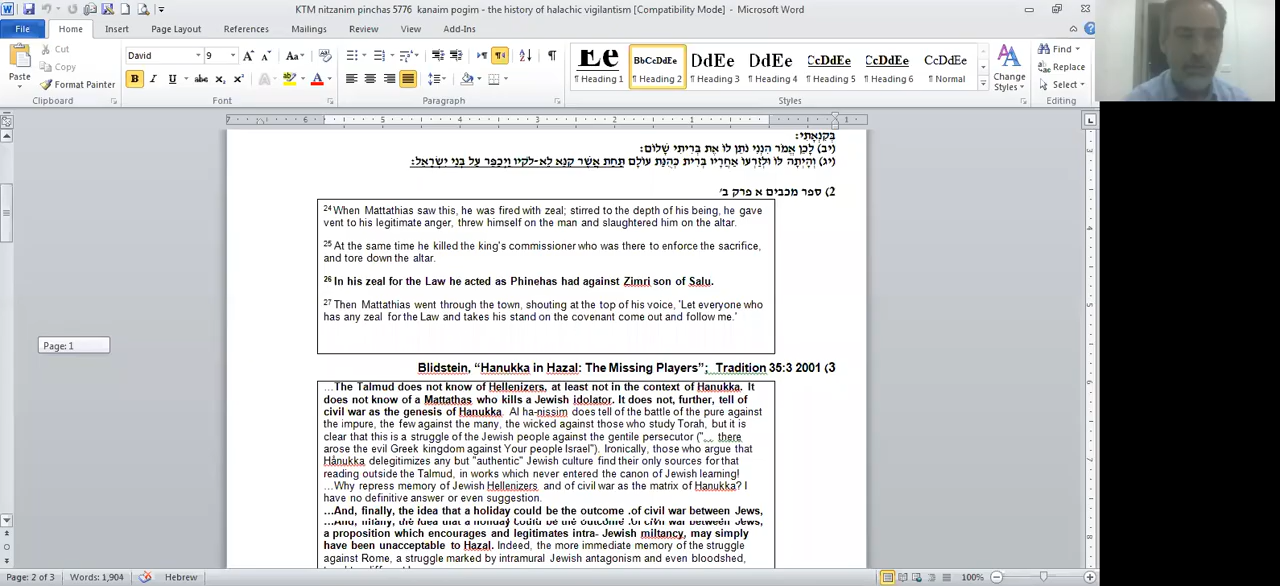 KTM nitzanim pinchas 5776 kanaim pogim - the history of halachic vigilantism [Compatibility Mode] - Microsoft Word
File Home Insert Page Layout References Mailings Review View Add-Ins
Paste
Cut
Copy
Format Painter
Clipboard
David 9
Font
Paragraph
¶ Heading 1
¶ Heading 2
¶ Heading 3
¶ Heading 4
¶ Heading 5
¶ Heading 6
¶ Normal
Change
Styles
Styles
Find
Replace
Select
Editing
בְּקִנְאָתִי:
(יב) לָכֵן אֱמֹר הִנְנִי נֹתֵן לוֹ אֶת בְּרִיתִי שָׁלוֹם:
(יג) וְהָיְתָה לּוֹ וּלְזַרְעוֹ אַחֲרָיו בְּרִית כְּהֻנַּת עוֹלָם תַּחַת אֲשֶׁר קִנֵּא לֵא-לֹקָיו וַיְכַפֵּר עַל בְּנֵי יִשְׂרָאֵל:
2) ספר מכבים א פרק ב'
24 When Mattathias saw this, he was fired with zeal; stirred to the depth of his being, he gave
vent to his legitimate anger, threw himself on the man and slaughtered him on the altar.
25 At the same time he killed the king's commissioner who was there to enforce the sacrifice,
and tore down the altar.
26 In his zeal for the Law he acted as Phinehas had against Zimri son of Salu.
27 Then Mattathias went through the town, shouting at the top of his voice, 'Let everyone who
has any zeal for the Law and takes his stand on the covenant come out and follow me.'
Page: 1
Blidstein, "Hanukka in Hazal: The Missing Players"; Tradition 35:3 2001 (3
...The Talmud does not know of Hellenizers, at least not in the context of Hanukka. It
does not know of a Mattathas who kills a Jewish idolator. It does not, further, tell of
civil war as the genesis of Hanukka. Al ha-nissim does tell of the battle of the pure against
the impure, the few against the many, the wicked against those who study Torah, but it is
clear that this is a struggle of the Jewish people against the gentile persecutor ("... there
arose the evil Greek kingdom against Your people Israel"). Ironically, those who argue that
Hanukka delegitimizes any but "authentic" Jewish culture find their only sources for that
reading outside the Talmud, in works which never entered the canon of Jewish learning!
...Why repress memory of Jewish Hellenizers, and of civil war as the matrix of Hanukka? I
have no definitive answer or even suggestion.
...And, finally, the idea that a holiday could be the outcome .of civil war between Jews,
...And, finally, the idea that a holiday could be the outcome .of civil war between Jews,
a proposition which encourages and legitimates intra- Jewish miltancy, may simply
have been unacceptable to Hazal. Indeed, the more immediate memory of the struggle
against Rome, a struggle marked by intramural Jewish antagonism and even bloodshed,
Page: 2 of 3 Words: 1,904 Hebrew 100%